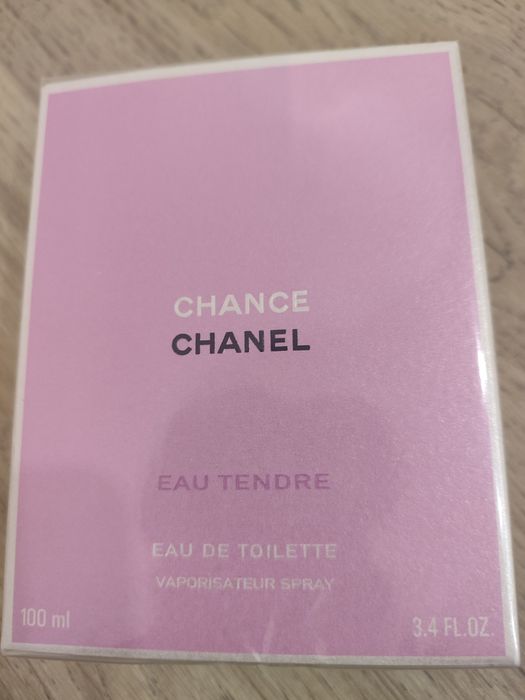 CHANCE
CHANEL
EAU TENDRE
EAU DE TOILETTE
VAPORISATEUR SPRAY
100 ml 3.4 FL.OZ.